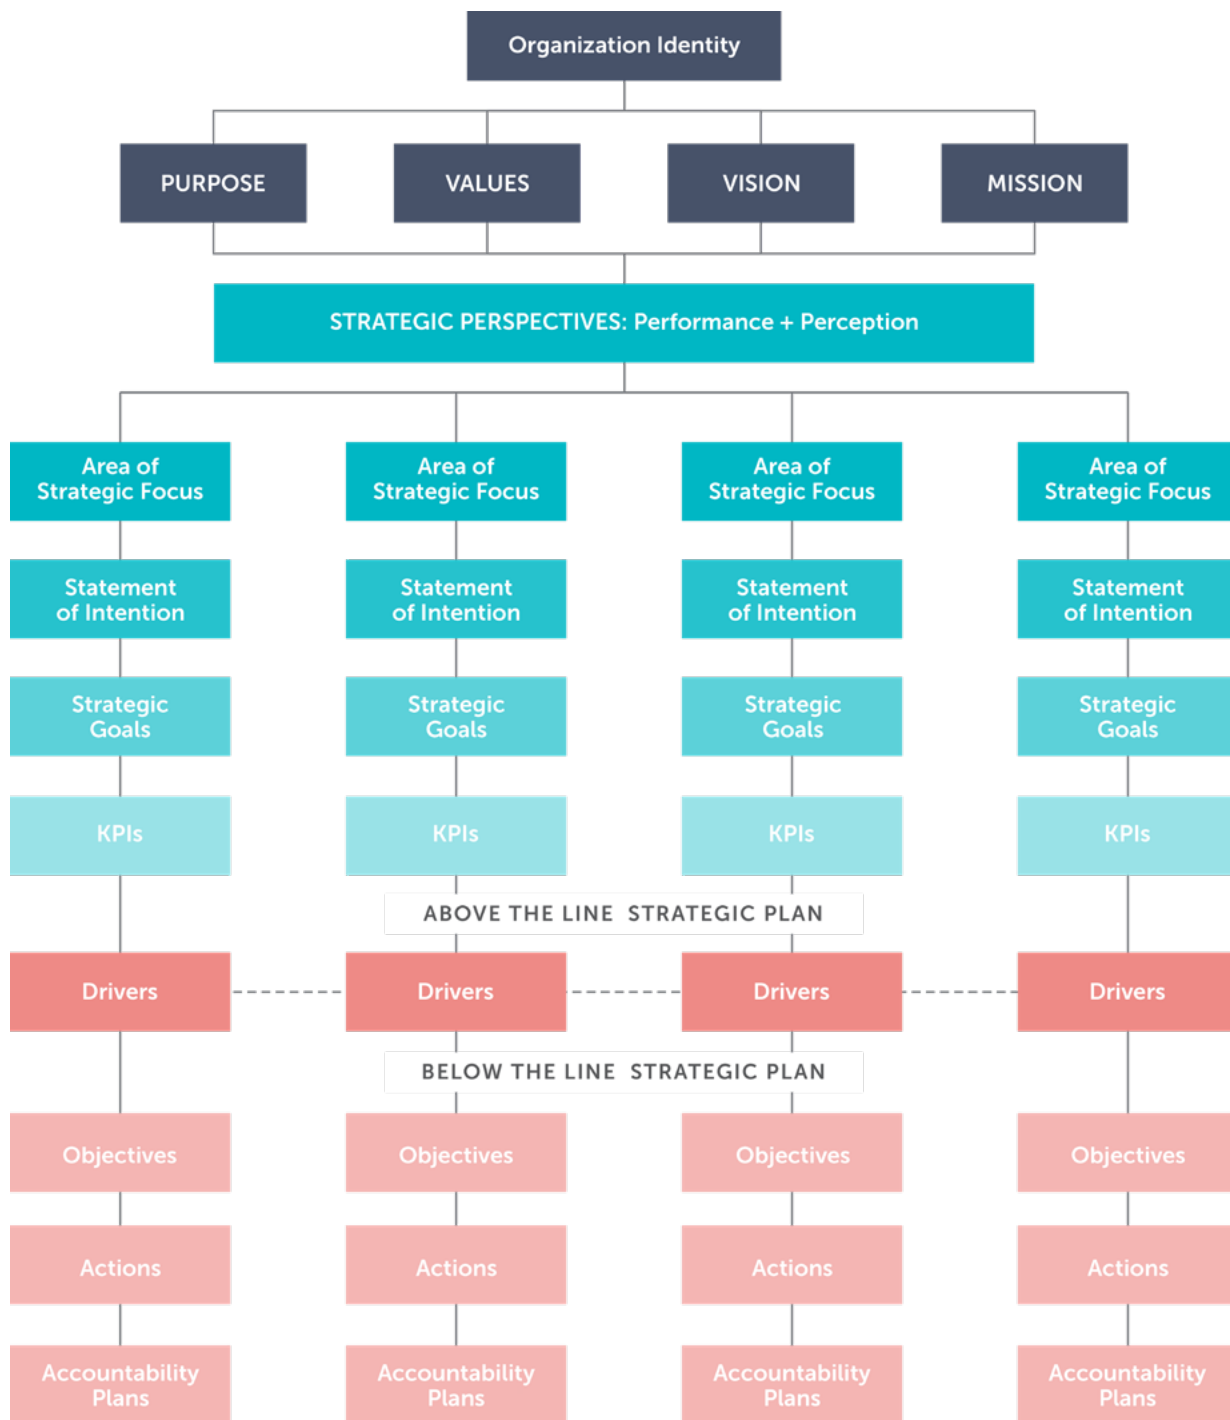 Organization Identity
PURPOSE
VALUES
VISION
MISSION
STRATEGIC PERSPECTIVES: Performance + Perception
Area of
Strategic Focus
Area of
Strategic Focus
Area of
Strategic Focus
Area of
Strategic Focus
Statement
of Intention
Statement
of Intention
Statement
of Intention
Statement
of Intention
Strategic
Goals
Strategic
Goals
Strategic
Goals
Strategic
Goals
KPIs
KPIs
KPIs
KPIs
ABOVE THE LINE STRATEGIC PLAN
Drivers
Drivers
Drivers
Drivers
BELOW THE LINE STRATEGIC PLAN
Objectives
Objectives
Objectives
Objectives
Actions
Actions
Actions
Actions
Accountability
Plans
Accountability
Plans
Accountability
Plans
Accountability
Plans